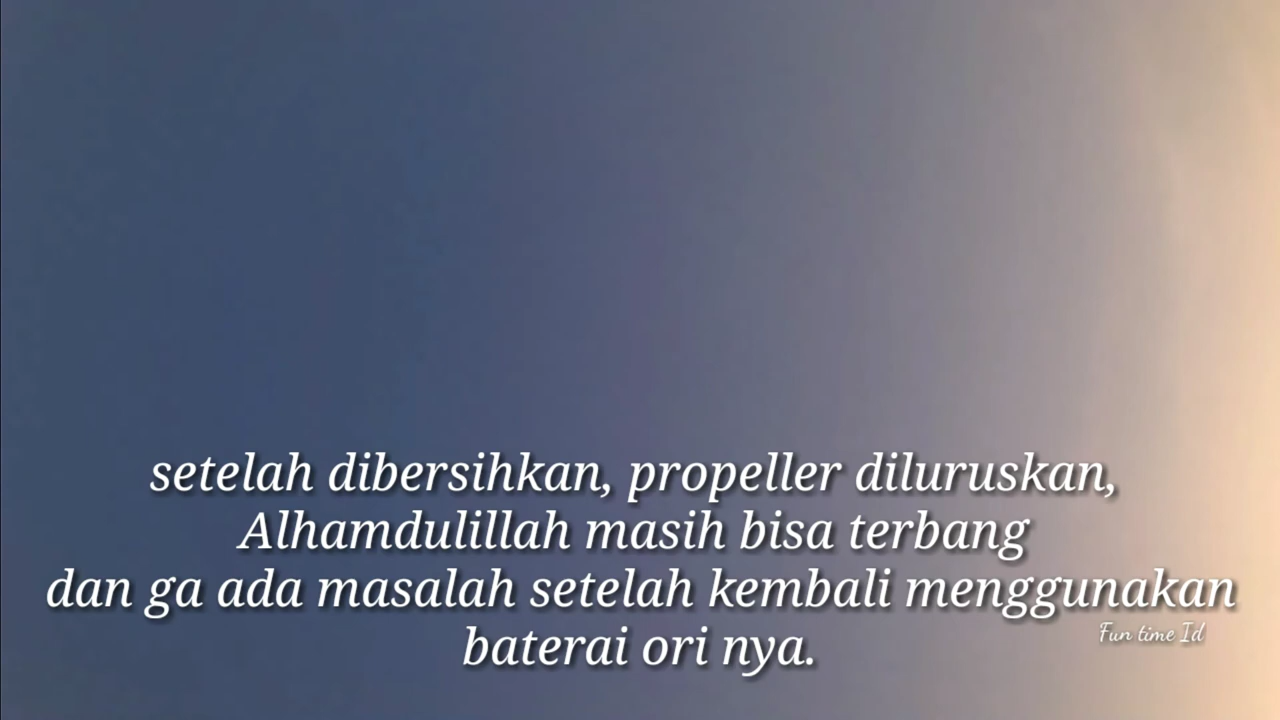 setelah dibersihkan, propeller diluruskan,
Alhamdulillah masih bisa terbang
dan ga ada masalah setelah kembali menggunakan
baterai ori nya.
Fun time Id